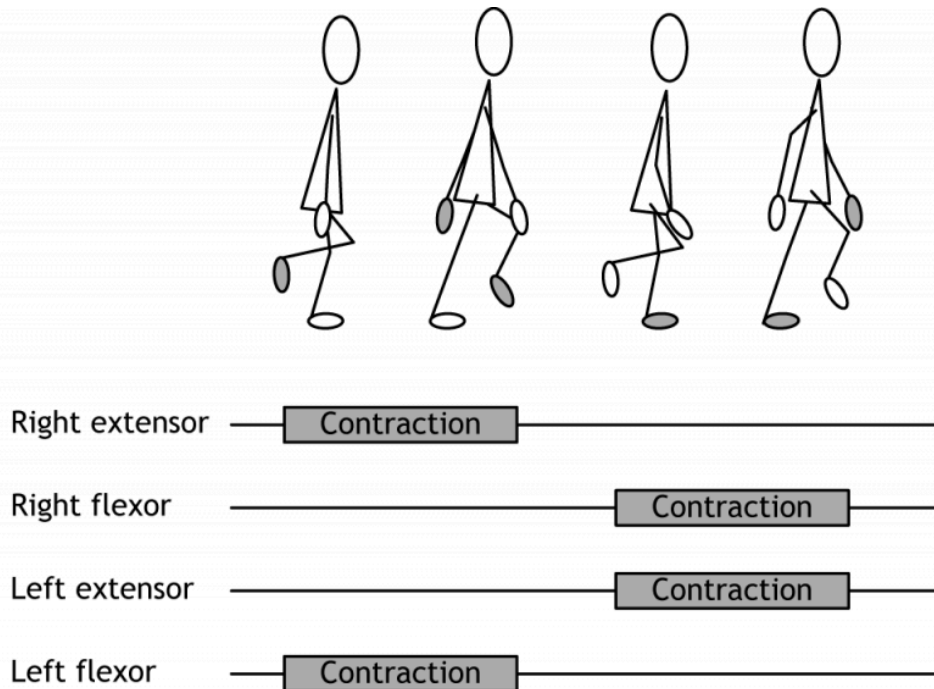 Right extensor Contraction
Right flexor Contraction
Left extensor Contraction
Left flexor Contraction